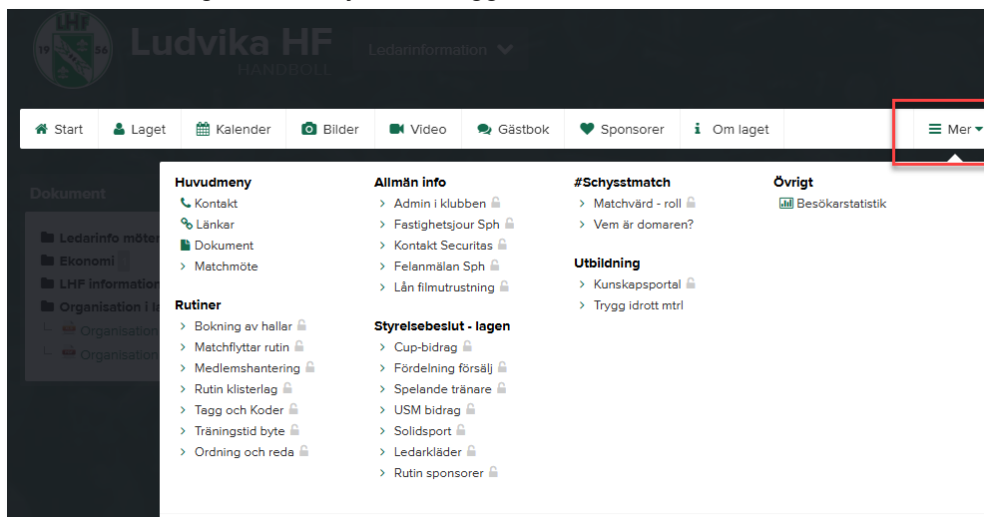 LHF
19 56
Ludvika HF
HANDBOLL
Ledarinformation
Start
Laget
Kalender
Bilder
Video
Gästbok
Sponsorer
Om laget
Mer
Dokument
Ledarinfo möten
Ekonomi
LHF information
Organisation i
Organisation
Organisation
Huvudmeny
Kontakt
Länkar
Dokument
Matchmöte
Rutiner
Bokning av hallar
Matchflyttar rutin
Medlemshantering
Rutin klisterlag
Tagg och Koder
Träningstid byte
Ordning och reda
Allmän info
Admin i klubben
Fastighetsjour Sph
Kontakt Securitas
Felanmälan Sph
Lån filmutrustning
Styrelsebeslut - lagen
Cup-bidrag
Fördelning försälj
Spelande tränare
USM bidrag
Solidsport
Ledarkläder
Rutin sponsorer
#Schysstmatch
Matchvärd - roll
Vem är domaren?
Utbildning
Kunskapsportal
Trygg idrott mtrl
Övrigt
Besökarstatistik